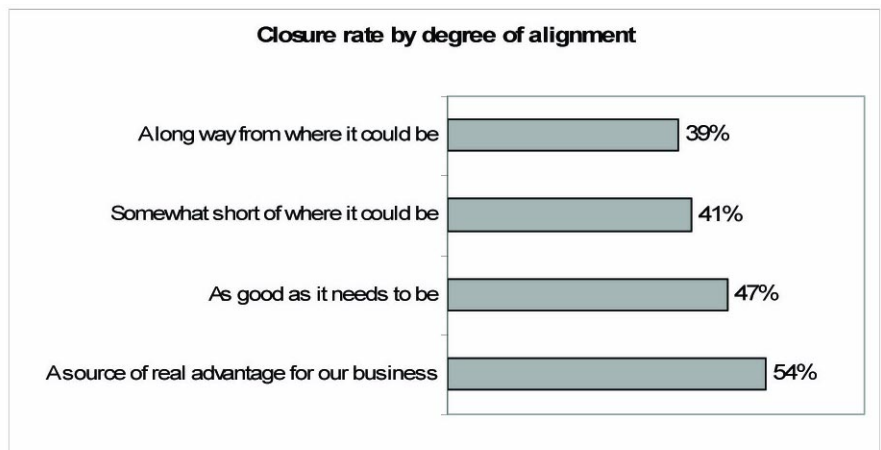 Closure rate by degree of alignment
A long way from where it could be
39%
Somewhat short of where it could be
41%
As good as it needs to be
47%
A source of real advantage for our business
54%